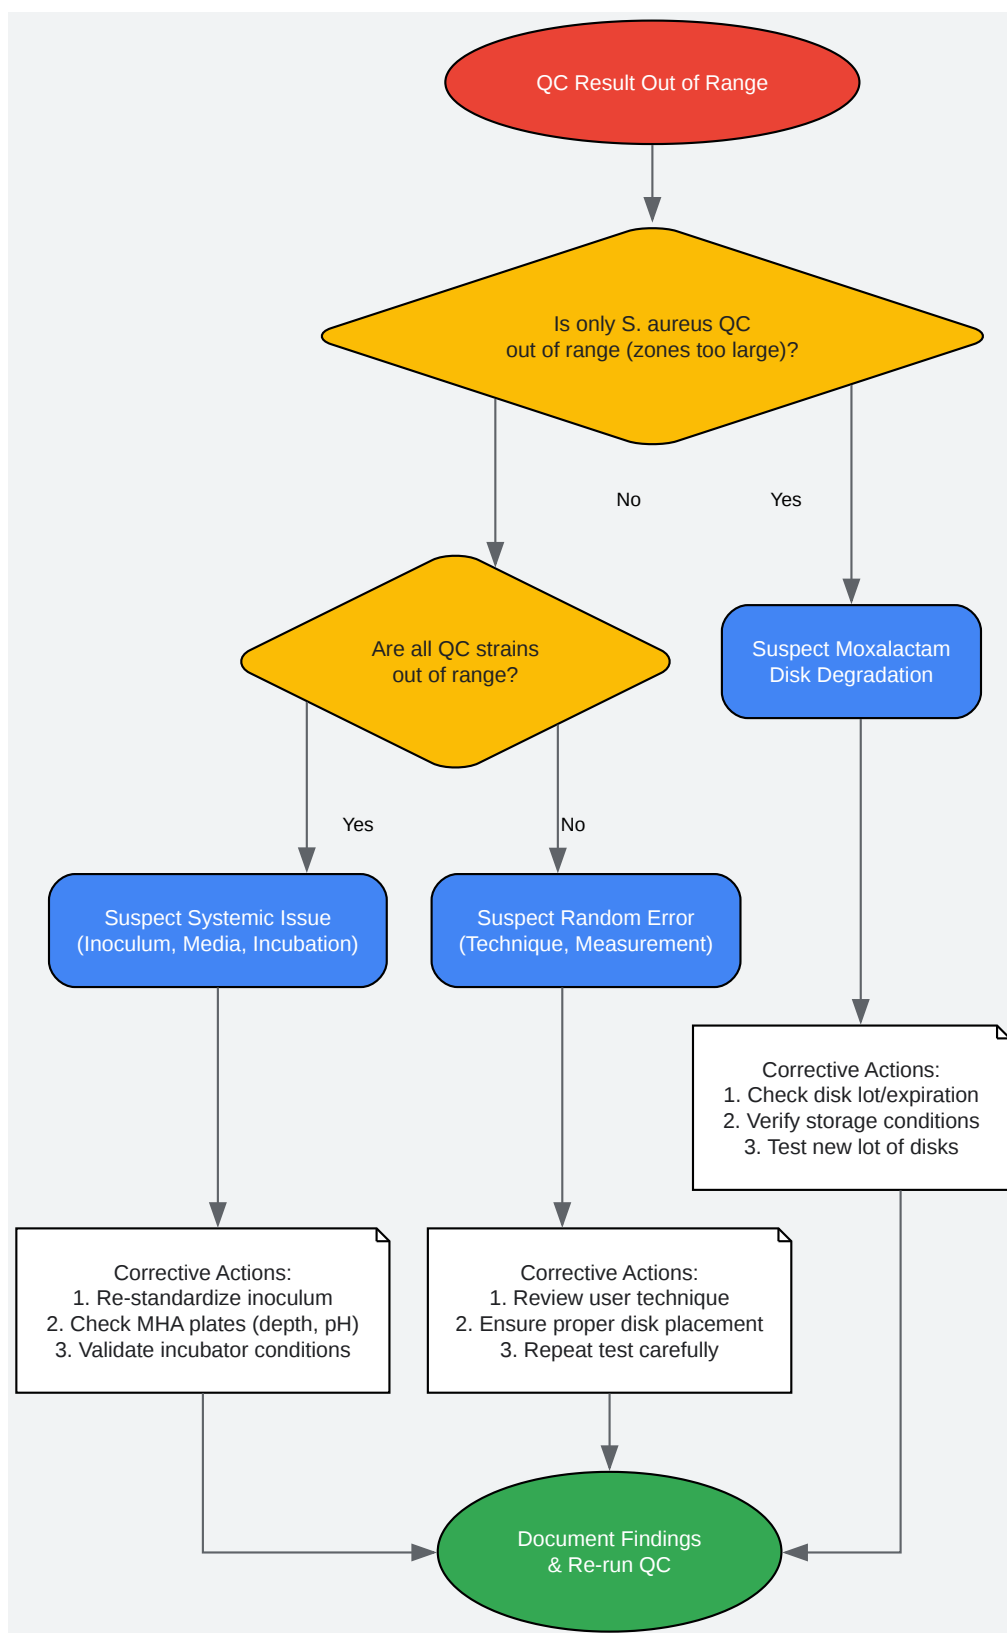 QC Result Out of Range
Is only S. aureus QC
out of range (zones too large)?
No
Yes
Are all QC strains
out of range?
Suspect Moxalactam
Disk Degradation
Yes
No
Suspect Systemic Issue
(Inoculum, Media, Incubation)
Suspect Random Error
(Technique, Measurement)
Corrective Actions:
1. Check disk lot/expiration
2. Verify storage conditions
3. Test new lot of disks
Corrective Actions:
1. Re-standardize inoculum
2. Check MHA plates (depth, pH)
3. Validate incubator conditions
Corrective Actions:
1. Review user technique
2. Ensure proper disk placement
3. Repeat test carefully
Document Findings
& Re-run QC